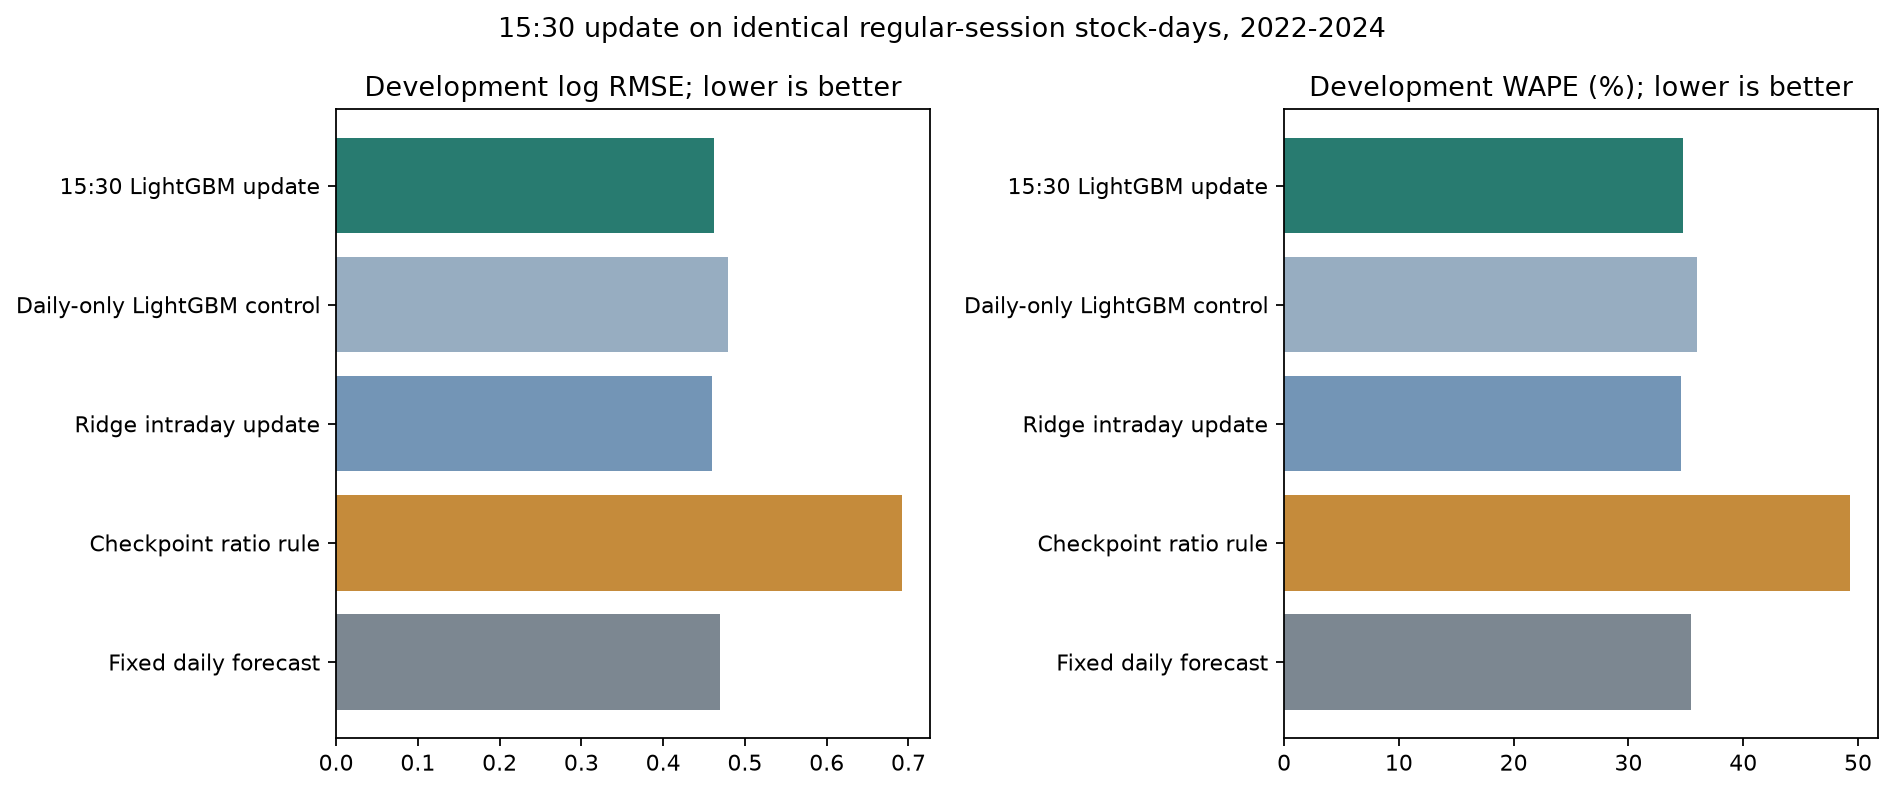 15:30 update on identical regular-session stock-days, 2022-2024
Development log RMSE; lower is better
15:30 LightGBM update
Daily-only LightGBM control
Ridge intraday update
Checkpoint ratio rule
Fixed daily forecast
0.0 0.1 0.2 0.3 0.4 0.5 0.6 0.7
Development WAPE (%); lower is better
15:30 LightGBM update
Daily-only LightGBM control
Ridge intraday update
Checkpoint ratio rule
Fixed daily forecast
0 10 20 30 40 50